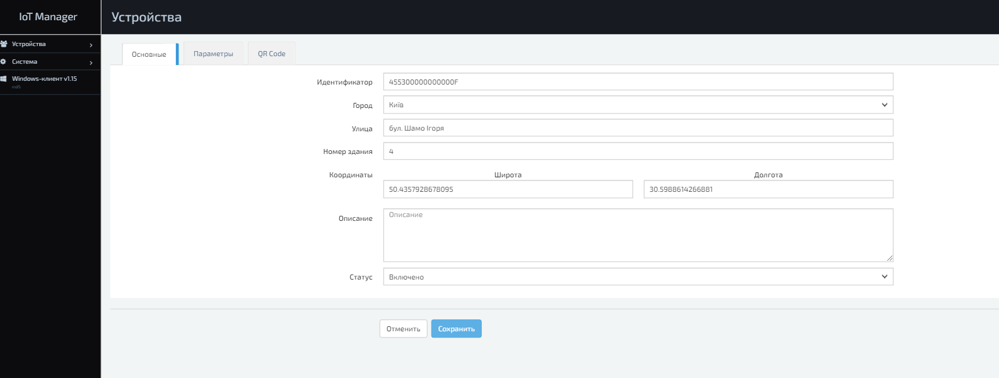 IoT Manager
Устройства
Устройства
Система
Windows-клиент v1.15
md5
Основные
Параметры
QR Code
Идентификатор
455300000000000F
Город
Київ
Улица
бул. Шамо Ігоря
Номер здания
4
Координаты
Широта
Долгота
50.4357928678095
30.5988614266881
Описание
Описание
Статус
Включено
Отменить
Сохранить